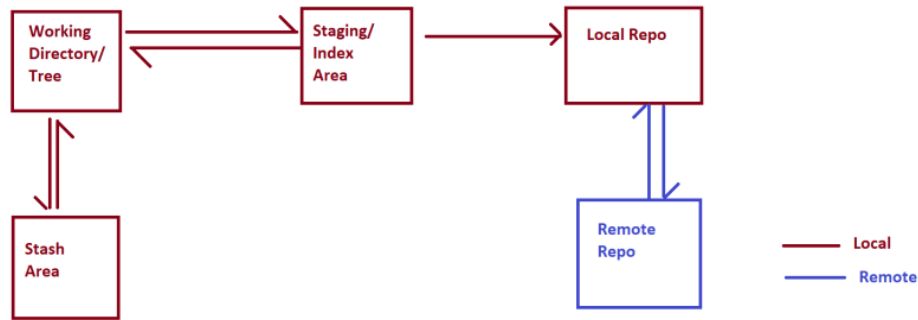 Working
Directory/
Tree
Staging/
Index
Area
Local Repo
Stash
Area
Remote
Repo
Local
Remote